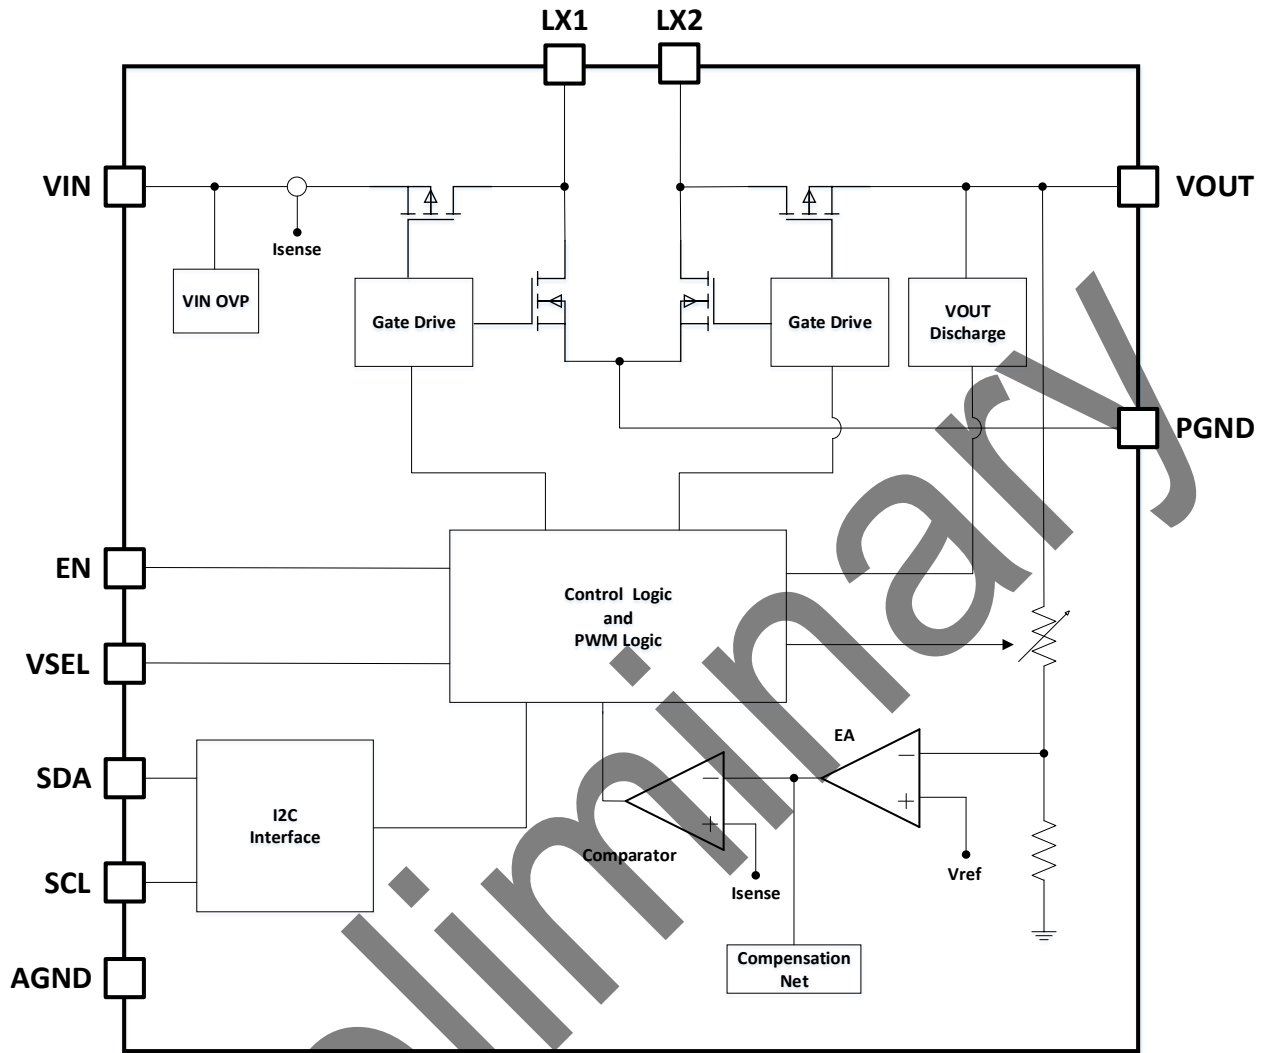 LX1
LX2
VIN
VOUT
Isense
VIN OVP
Gate Drive
Gate Drive
VOUT
Discharge
PGND
EN
Control Logic
and
PWM Logic
VSEL
EA
SDA
I2C
Interface
−
+
−
+
Comparator
SCL
Isense
Vref
Compensation
Net
AGND
liminary